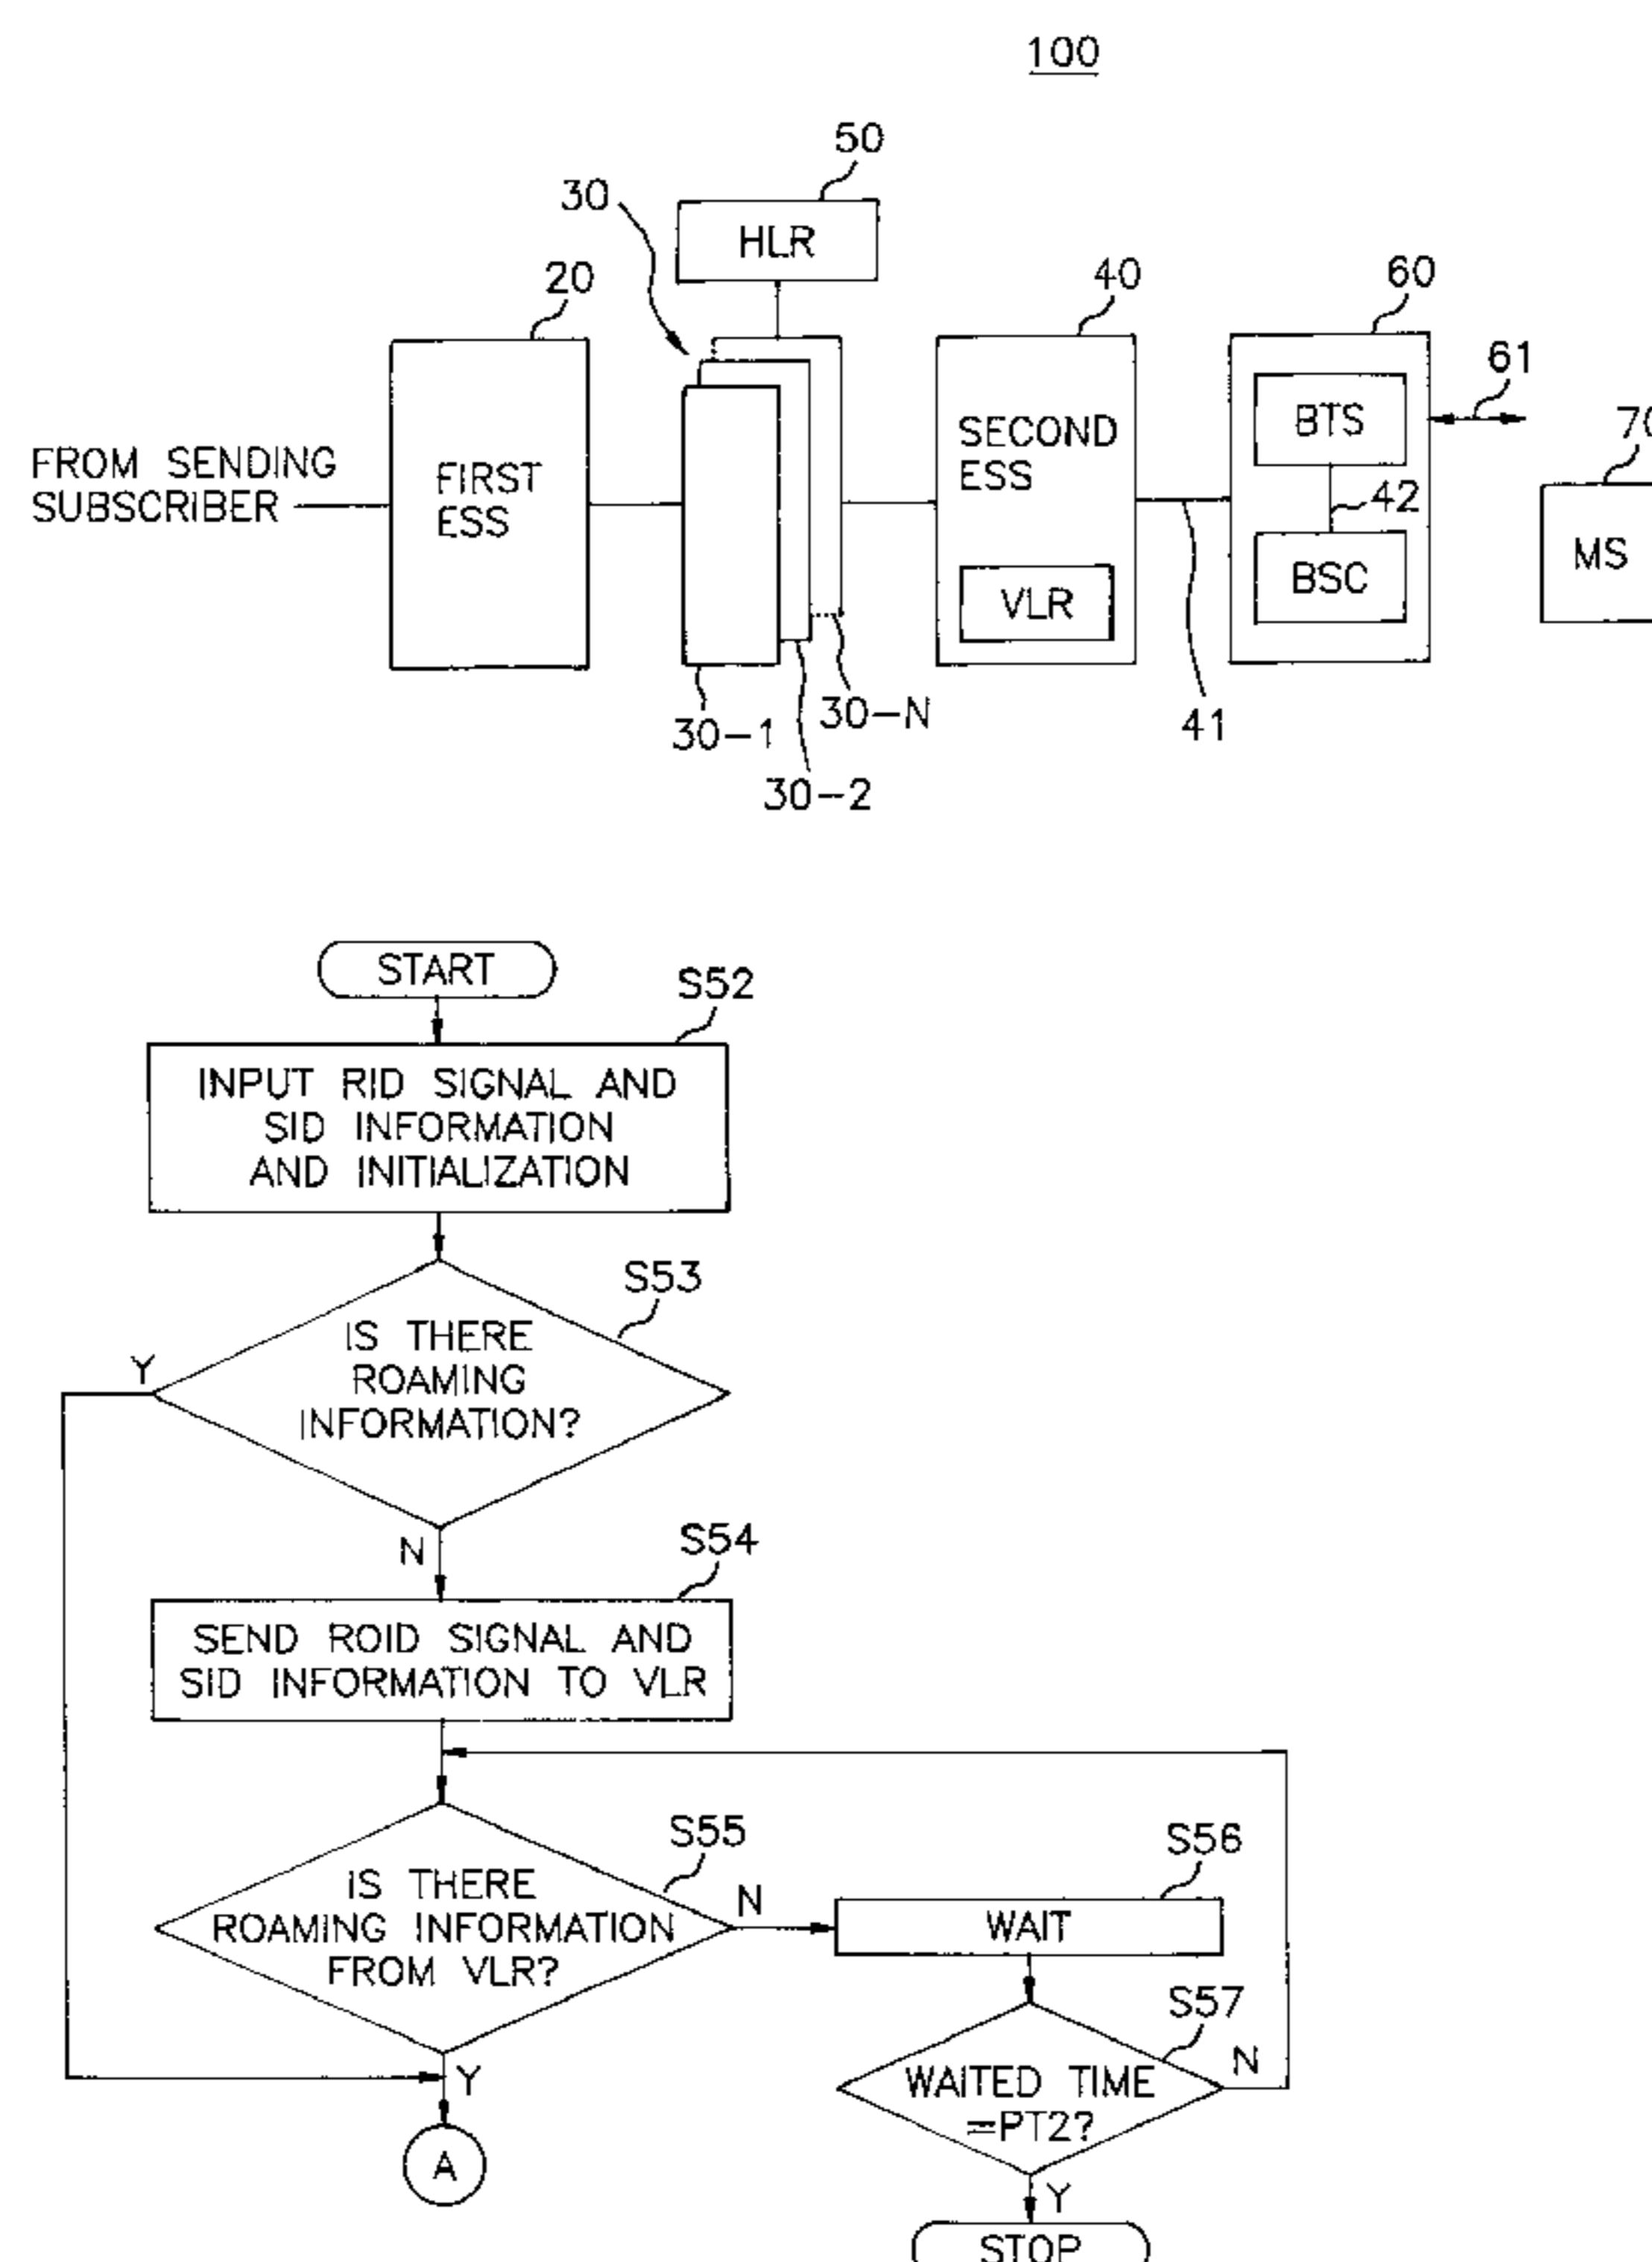 100
50
30
HLR
20
40
60
61
BTS
70
FROM SENDING
SUBSCRIBER
FIRST
ESS
SECOND
ESS
42
MS
BSC
VLR
30-N
30-1
41
30-2
START
S52
INPUT RID SIGNAL AND
SID INFORMATION
AND INITIALIZATION
S53
IS THERE
ROAMING
INFORMATION?
Y
N
S54
SEND ROID SIGNAL AND
SID INFORMATION TO VLR
S55
IS THERE
ROAMING INFORMATION
FROM VLR?
N
S56
WAIT
S57
WAITED TIME
=PT2?
N
Y
A
Y
STOP